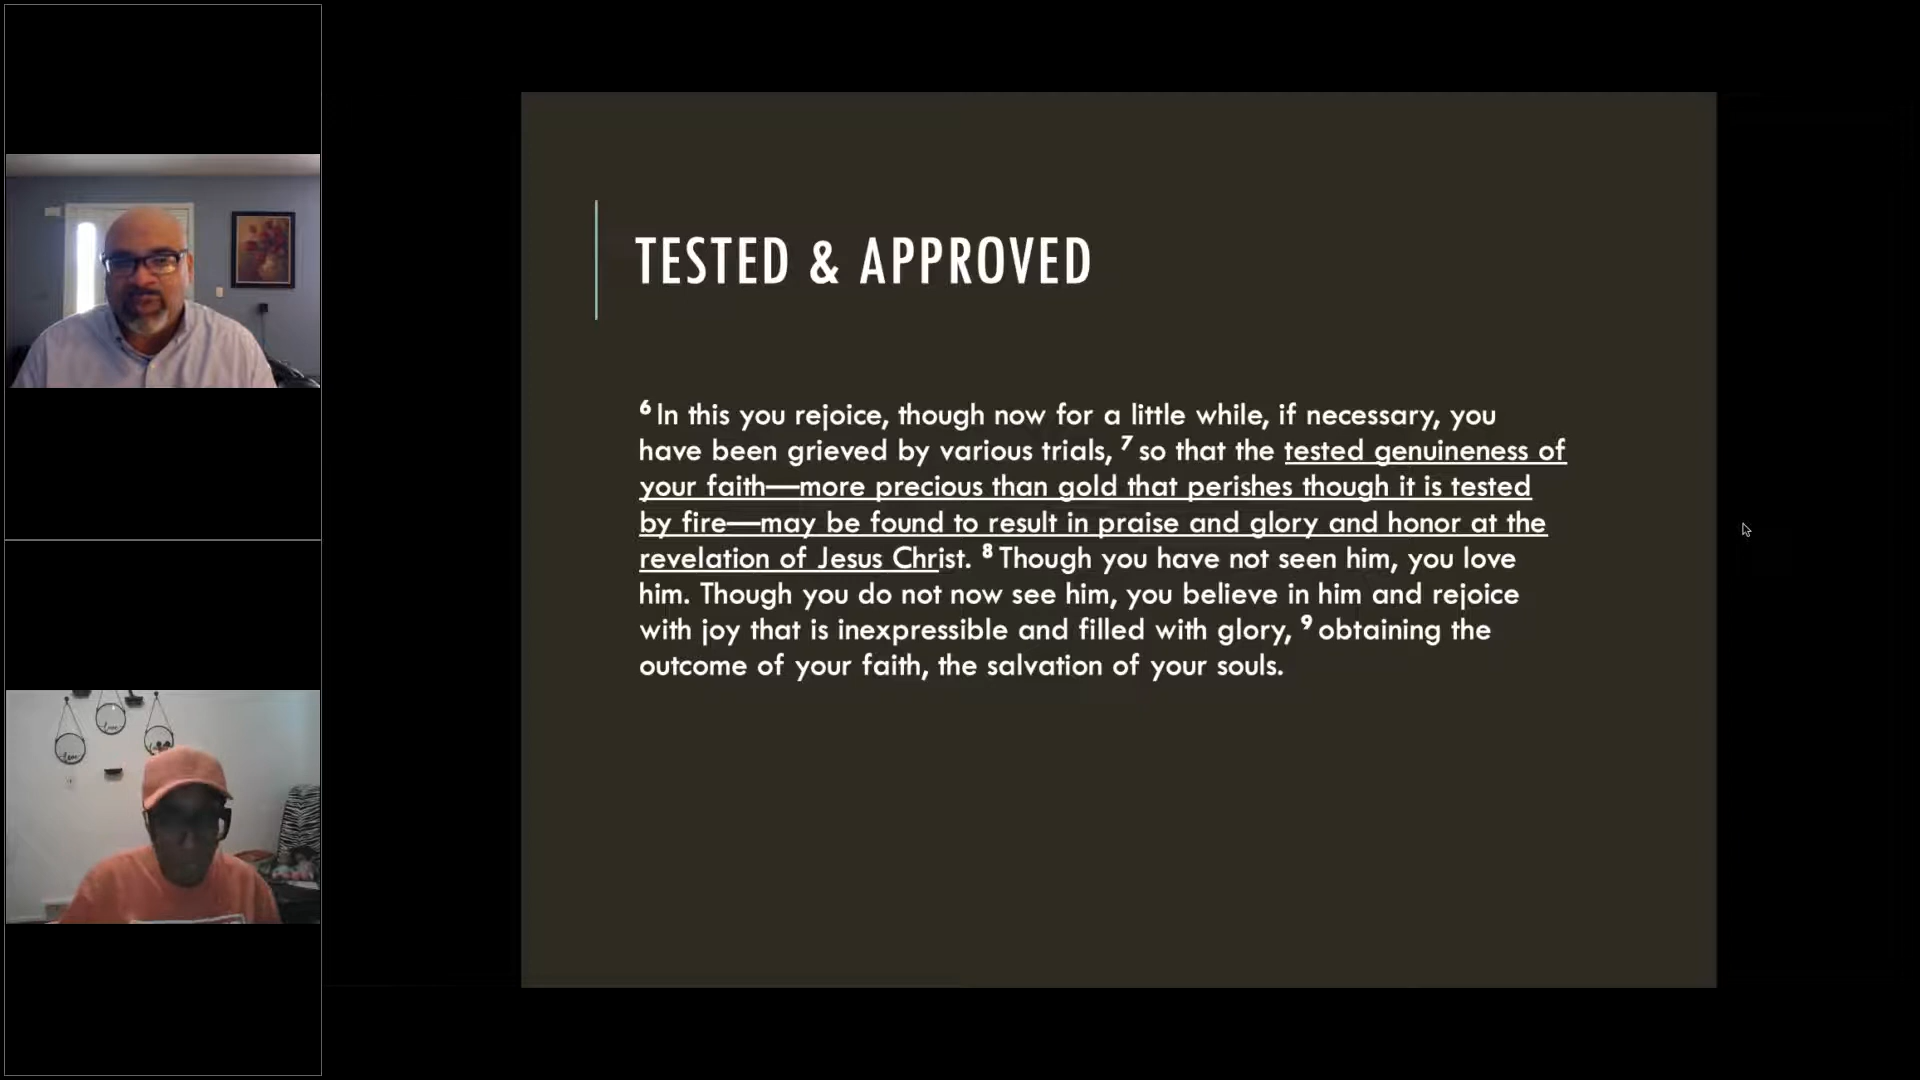 TESTED & APPROVED
6 In this you rejoice, though now for a little while, if necessary, you
have been grieved by various trials, 7 so that the tested genuineness of
your faith—more precious than gold that perishes though it is tested
by fire—may be found to result in praise and glory and honor at the
revelation of Jesus Christ. 8 Though you have not seen him, you love
him. Though you do not now see him, you believe in him and rejoice
with joy that is inexpressible and filled with glory, 9 obtaining the
outcome of your faith, the salvation of your souls.